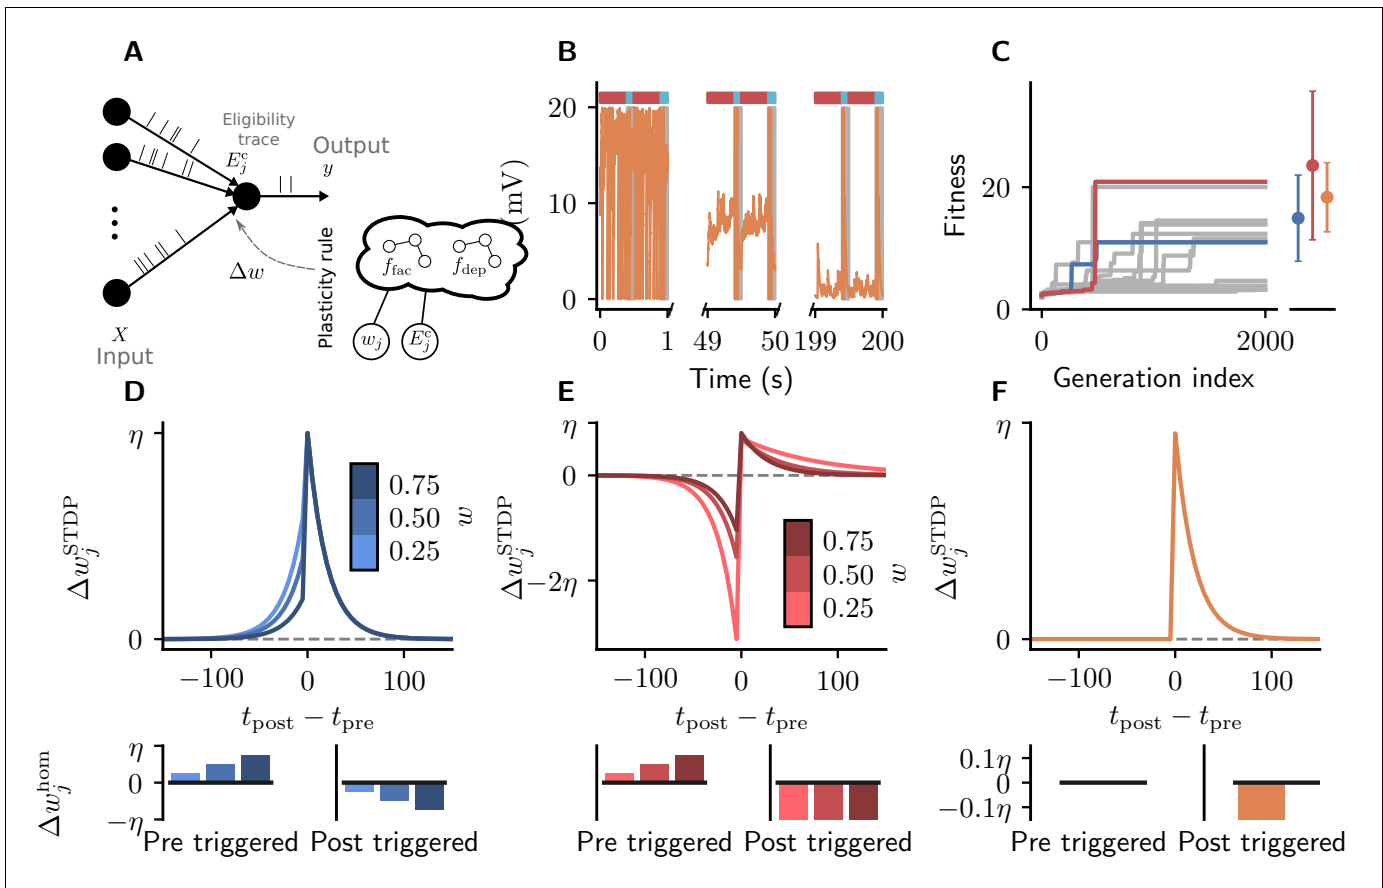 A
Eligibility
trace
E_j^c
Output
y
X
Input
Δw
Plasticity rule
f_fac
f_dep
w_j
E_j^c
B
(mV)
20
10
0
0
1
49
50
199
200
Time (s)
C
Fitness
20
0
0
2000
Generation index
D
Δw_j^STDP
η
0
0.75
0.50
0.25
w
−100
0
100
t_post − t_pre
E
Δw_j^STDP
η
0
−2η
0.75
0.50
0.25
w
−100
0
100
t_post − t_pre
F
Δw_j^STDP
η
0
−100
0
100
t_post − t_pre
Δw_j^hom
η
0
−η
Pre triggered
Post triggered
Pre triggered
Post triggered
0.1η
0
−0.1η
Pre triggered
Post triggered